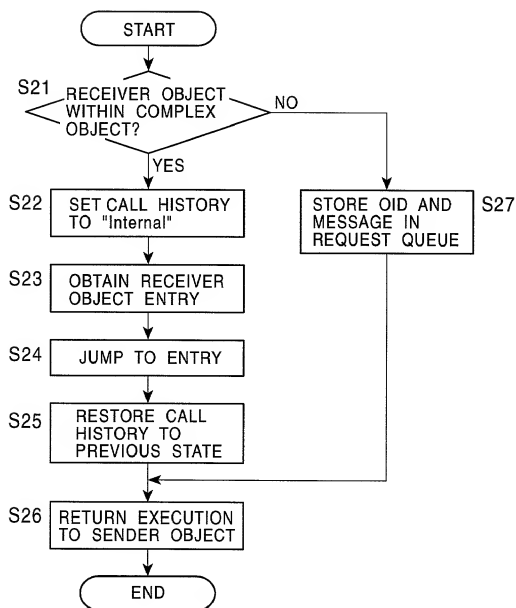 START
S21
RECEIVER OBJECT
WITHIN COMPLEX
OBJECT?
NO
YES
S22
SET CALL HISTORY
TO "Internal"
S27
STORE OID AND
MESSAGE IN
REQUEST QUEUE
S23
OBTAIN RECEIVER
OBJECT ENTRY
S24
JUMP TO ENTRY
S25
RESTORE CALL
HISTORY TO
PREVIOUS STATE
S26
RETURN EXECUTION
TO SENDER OBJECT
END